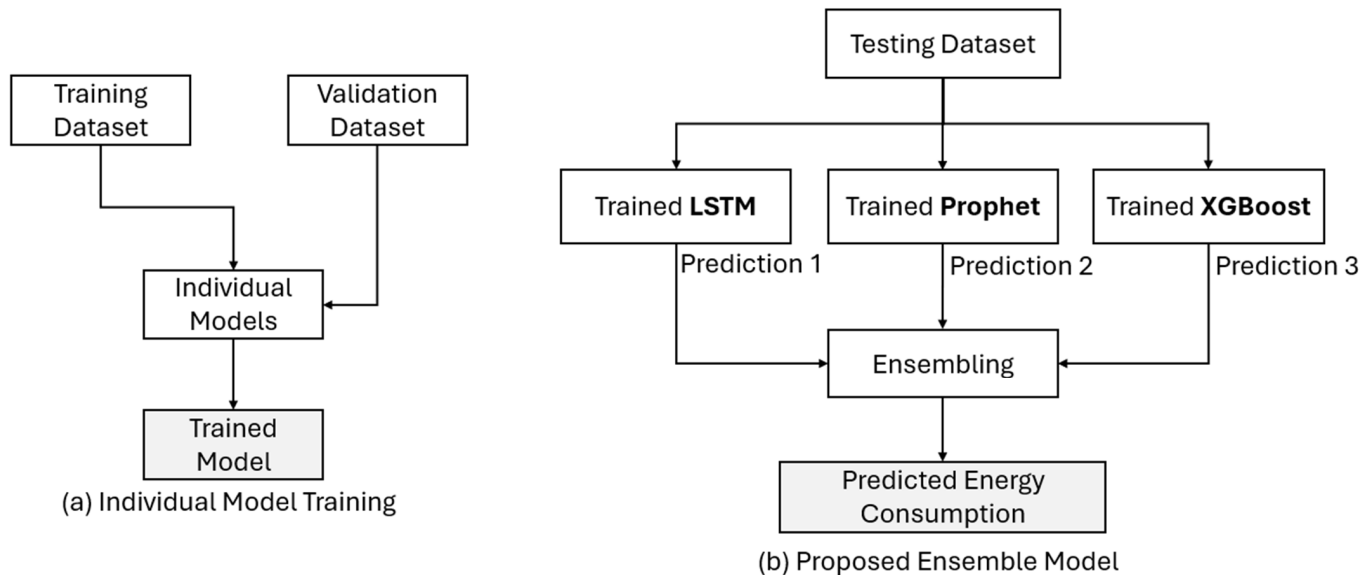 Training
Dataset
Validation
Dataset
Individual
Models
Trained
Model
(a) Individual Model Training
Testing Dataset
Trained LSTM
Trained Prophet
Trained XGBoost
Prediction 1
Prediction 2
Prediction 3
Ensembling
Predicted Energy
Consumption
(b) Proposed Ensemble Model